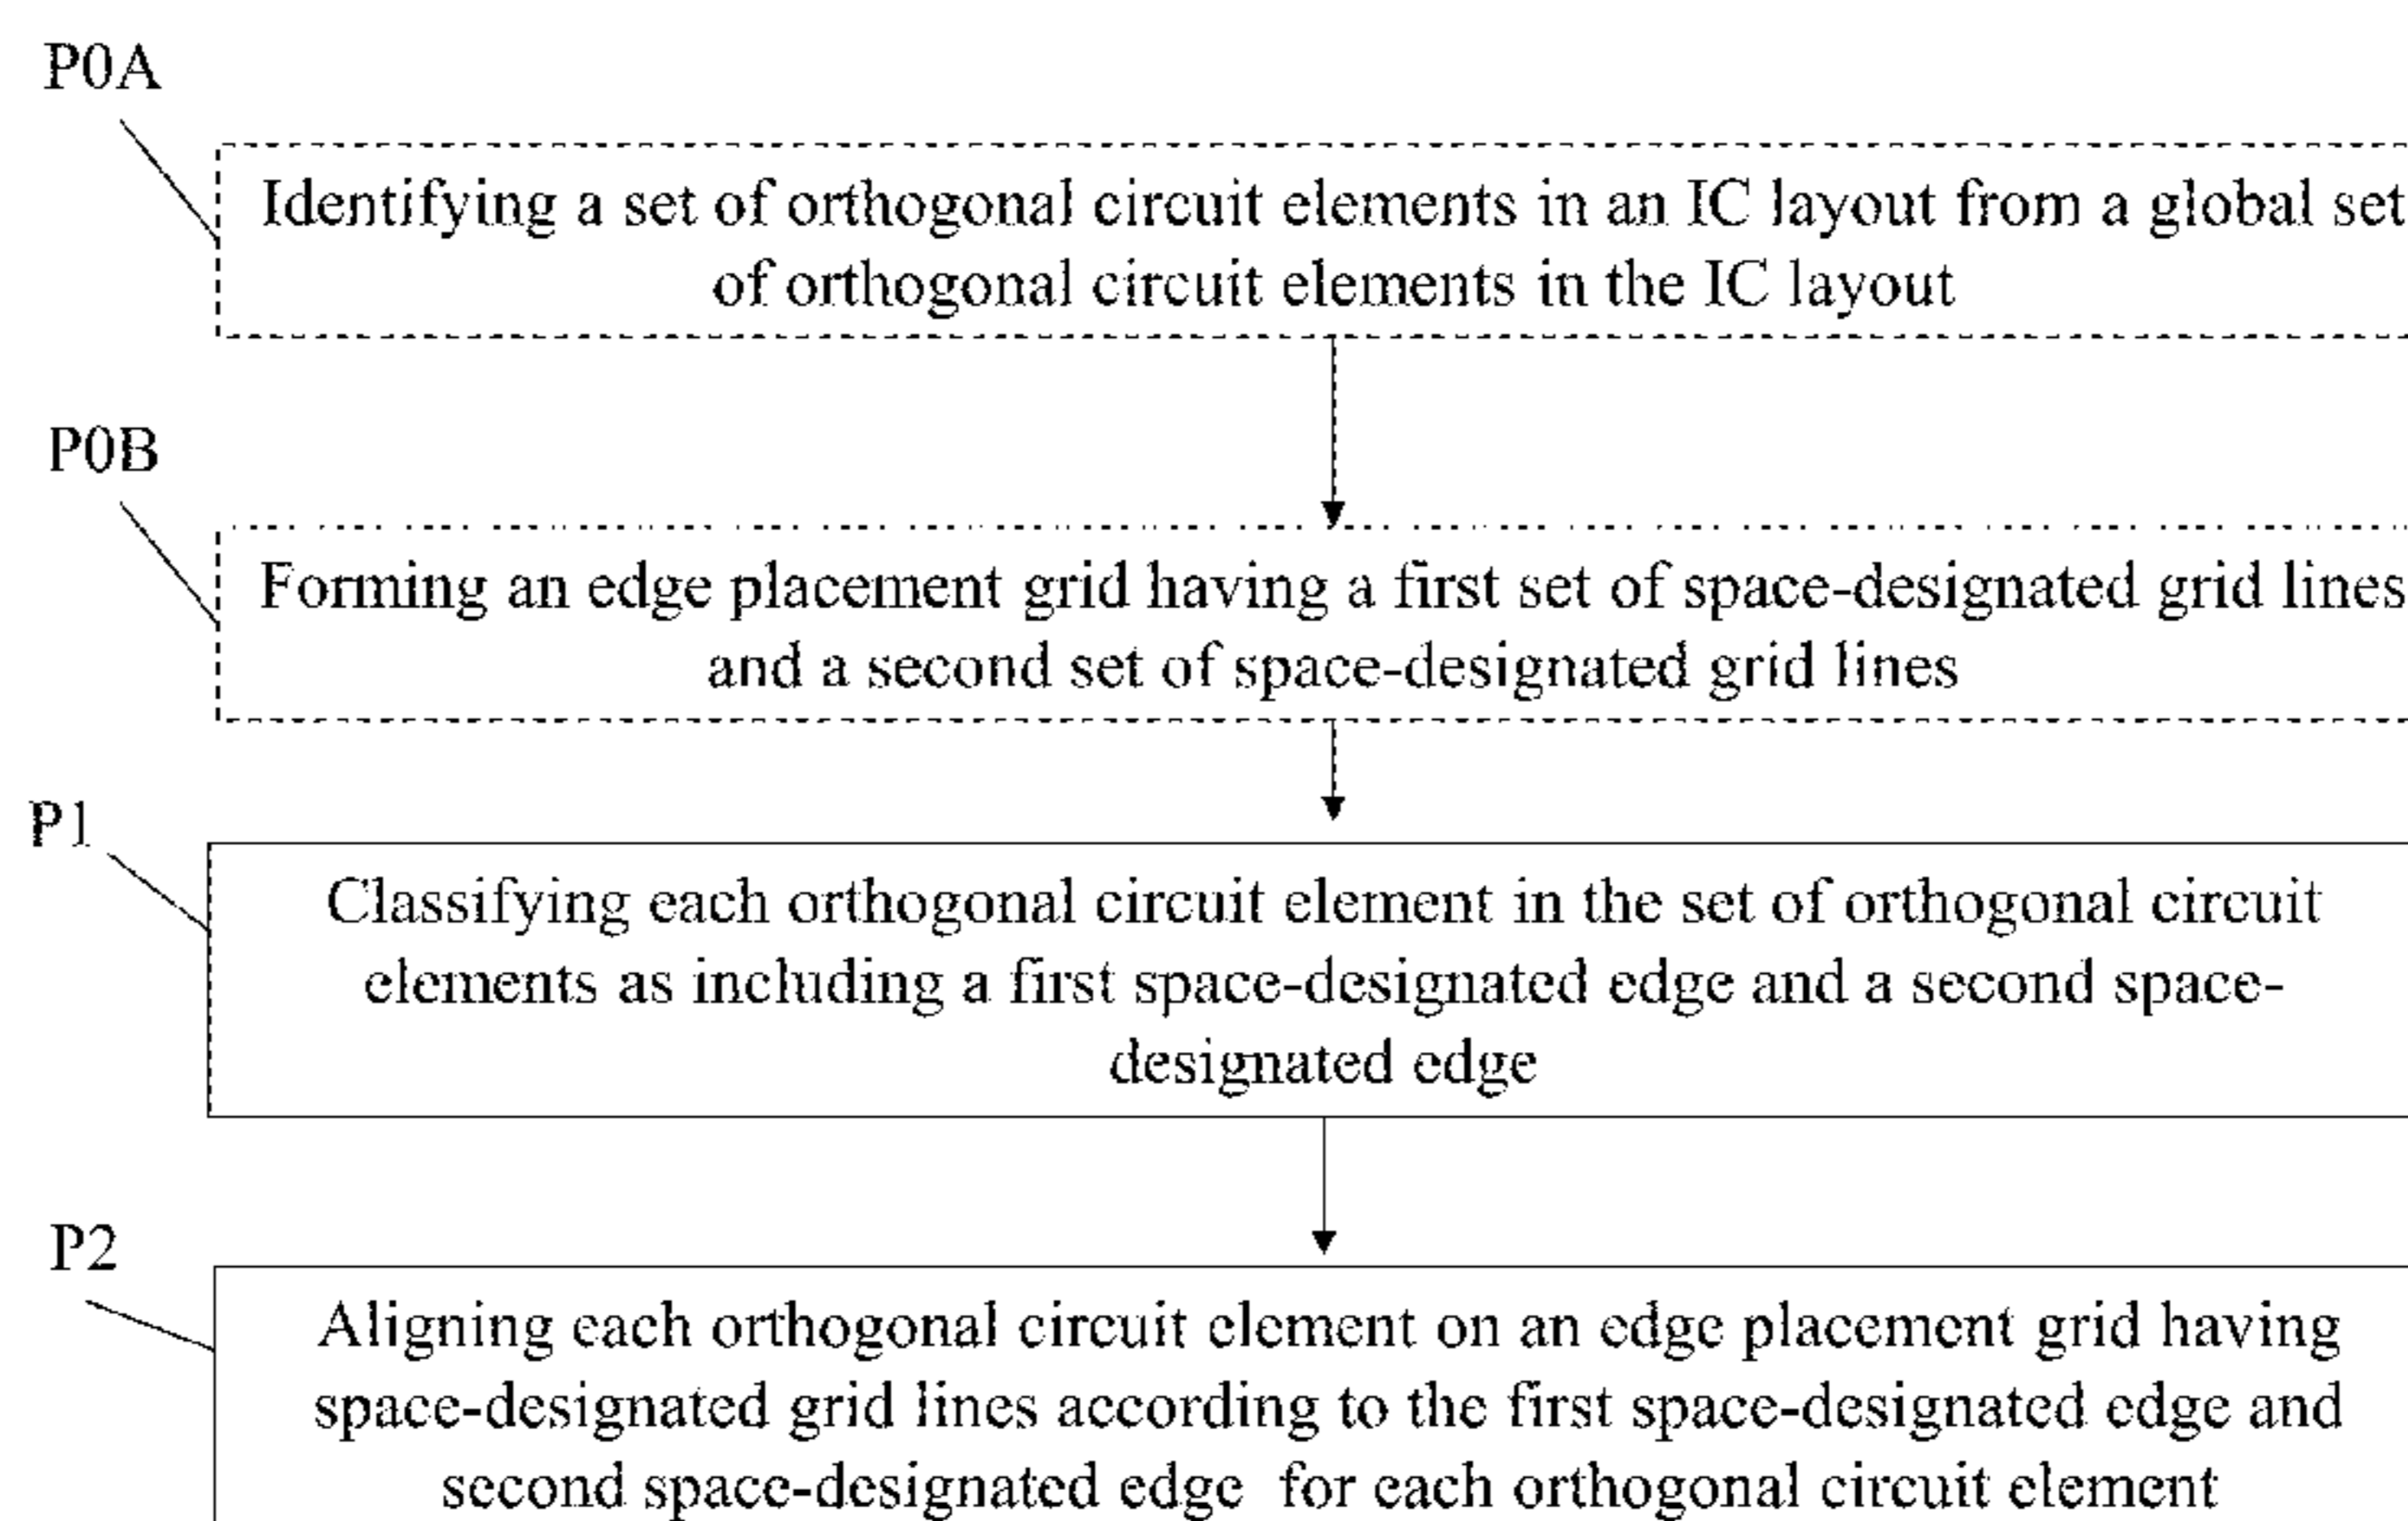 P0A
Identifying a set of orthogonal circuit elements in an IC layout from a global set
of orthogonal circuit elements in the IC layout
P0B
Forming an edge placement grid having a first set of space-designated grid lines
and a second set of space-designated grid lines
P1
Classifying each orthogonal circuit element in the set of orthogonal circuit
elements as including a first space-designated edge and a second space-
designated edge
P2
Aligning each orthogonal circuit element on an edge placement grid having
space-designated grid lines according to the first space-designated edge and
second space-designated edge for each orthogonal circuit element